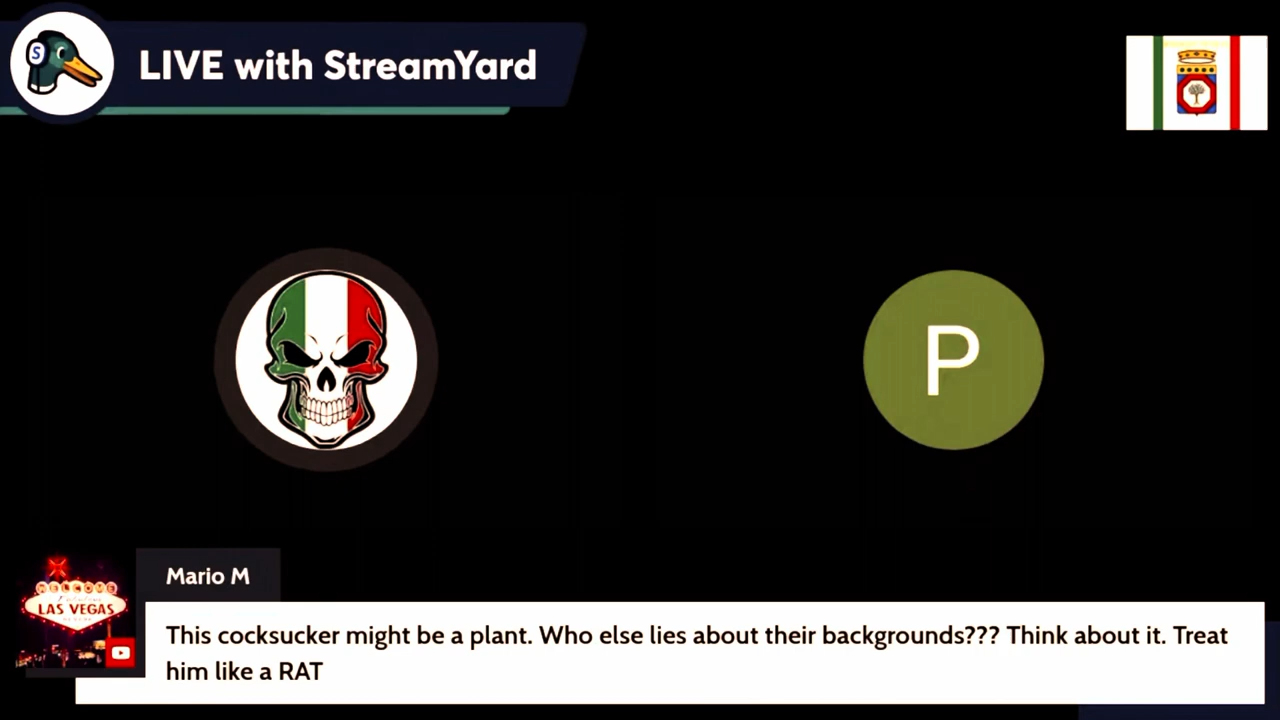 S
LIVE with StreamYard
P
WELCOME
LAS VEGAS
Mario M
This cocksucker might be a plant. Who else lies about their backgrounds??? Think about it. Treat
him like a RAT